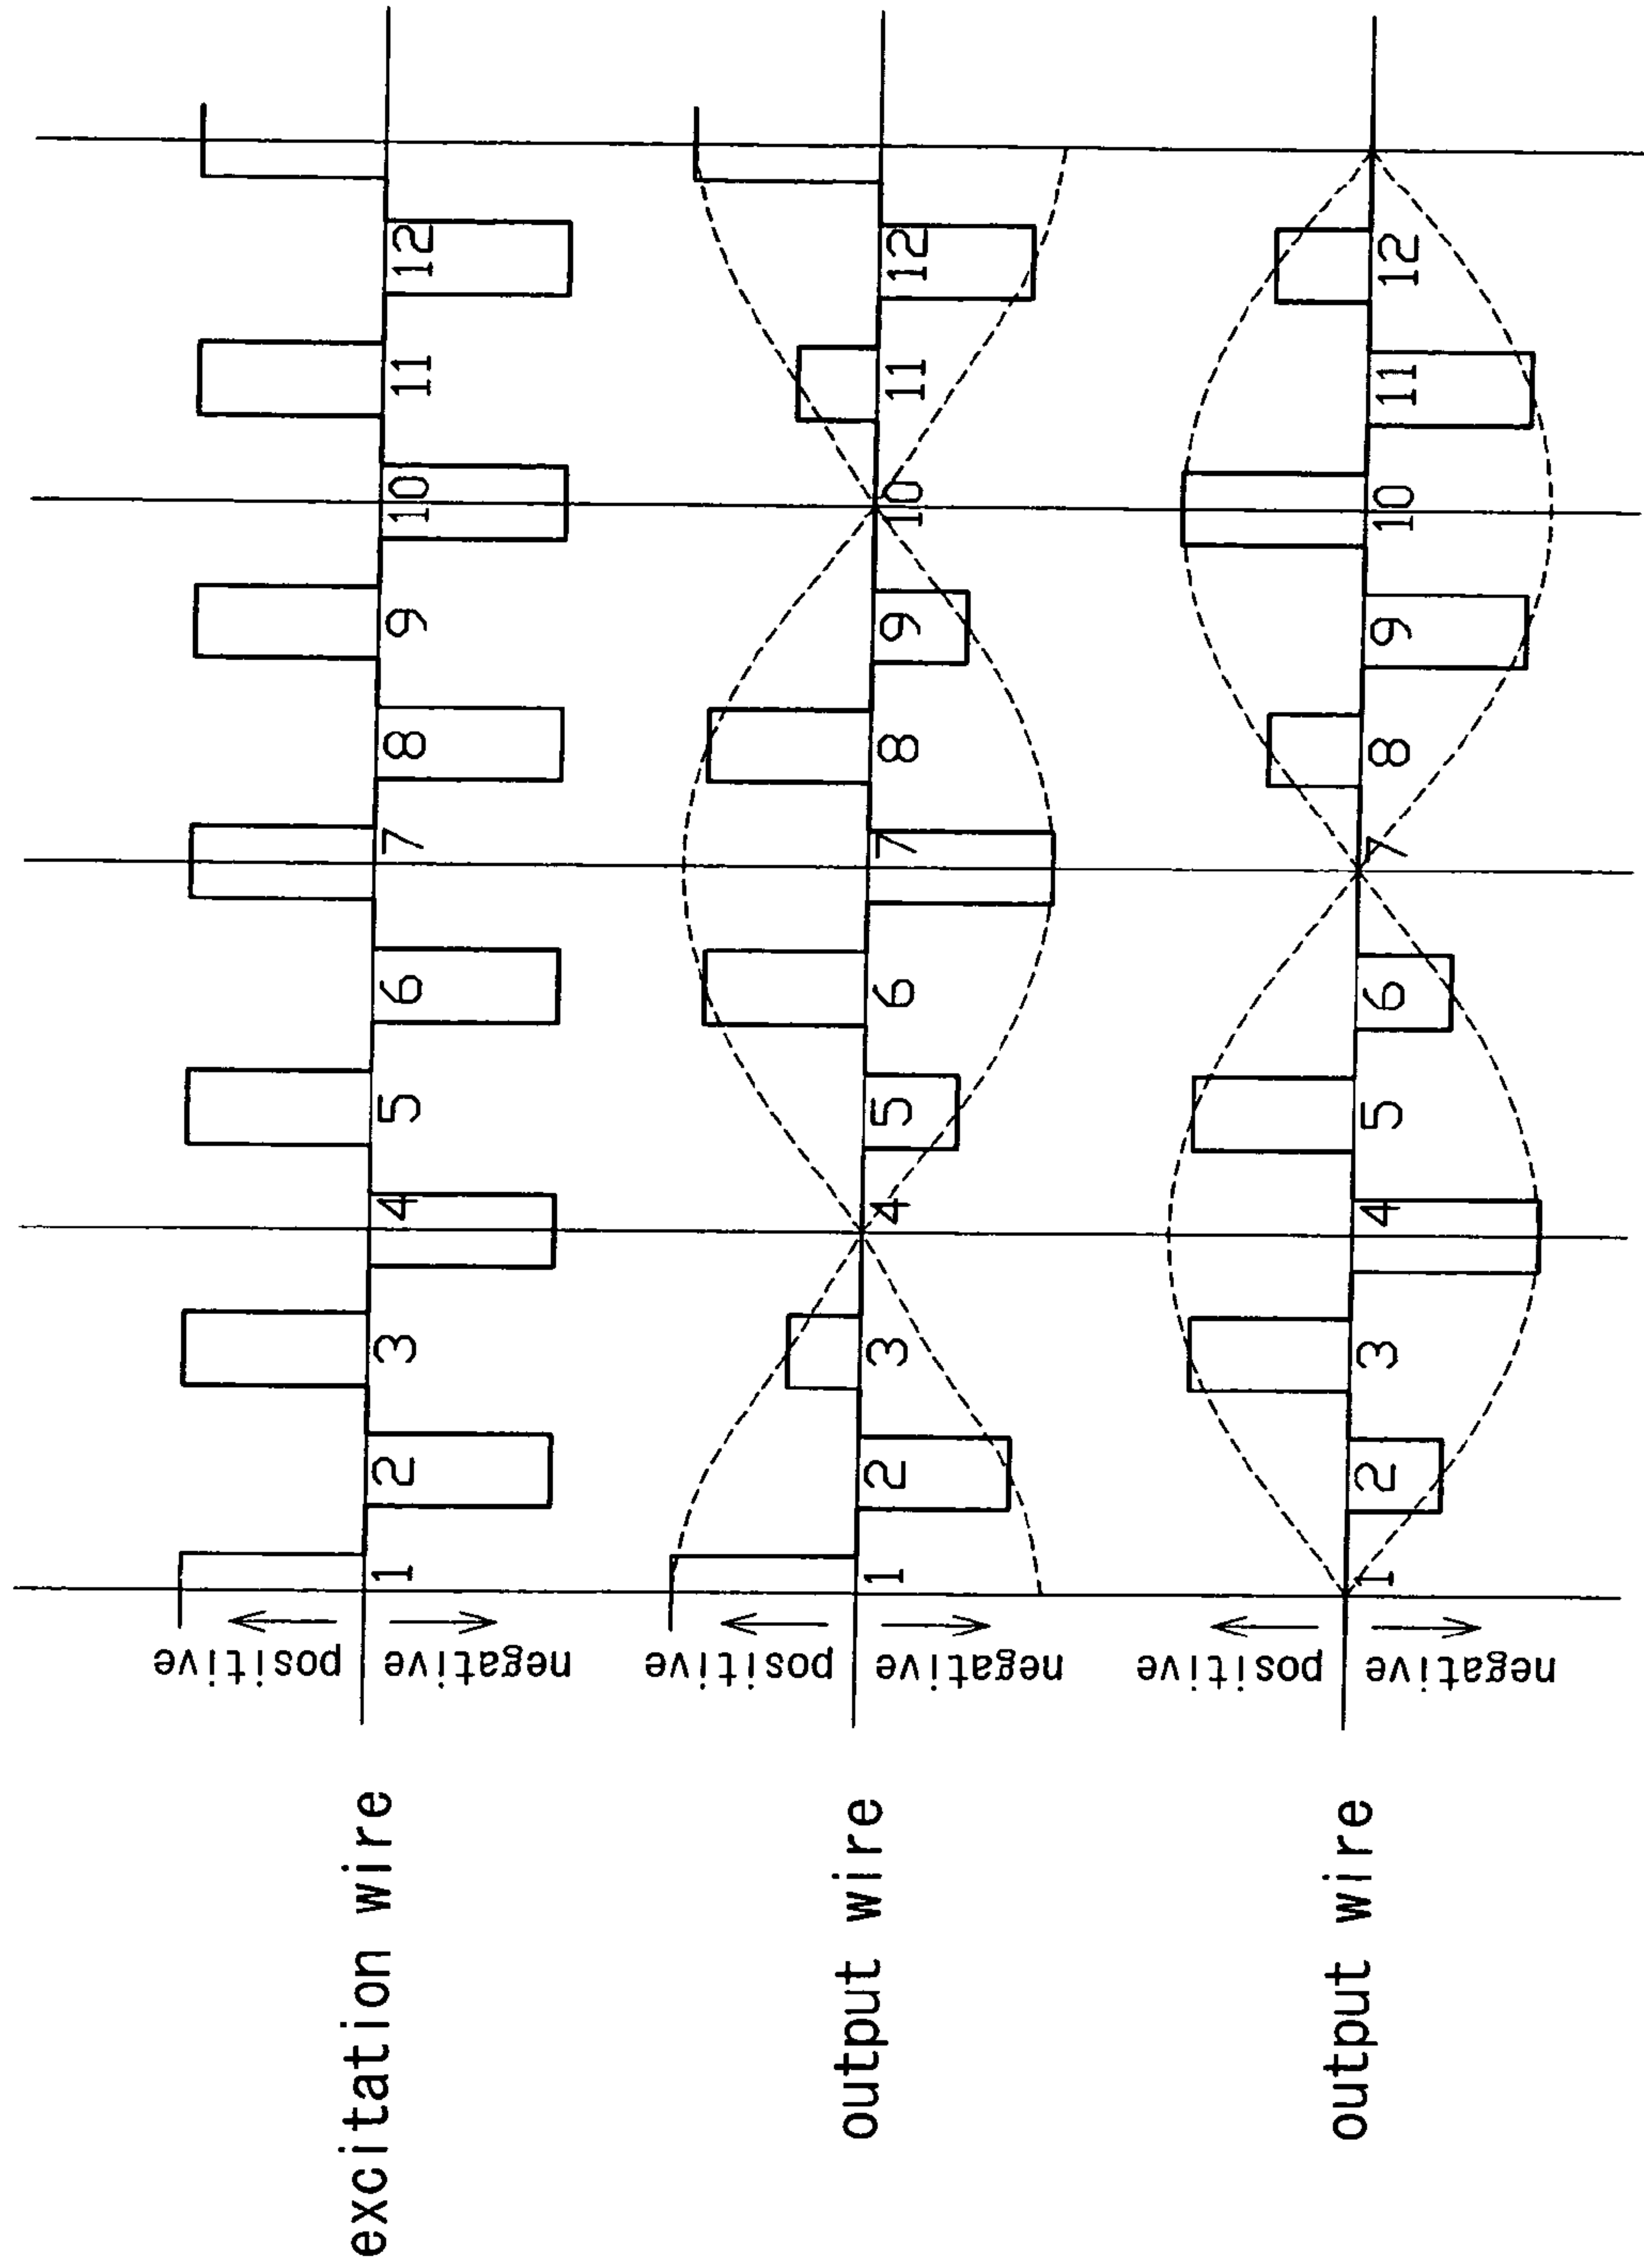 excitation wire
positive
negative
1 2 3 4 5 6 7 8 9 10 11 12
output wire
positive
negative
1 2 3 4 5 6 7 8 9 10 11 12
output wire
positive
negative
1 2 3 4 5 6 7 8 9 10 11 12